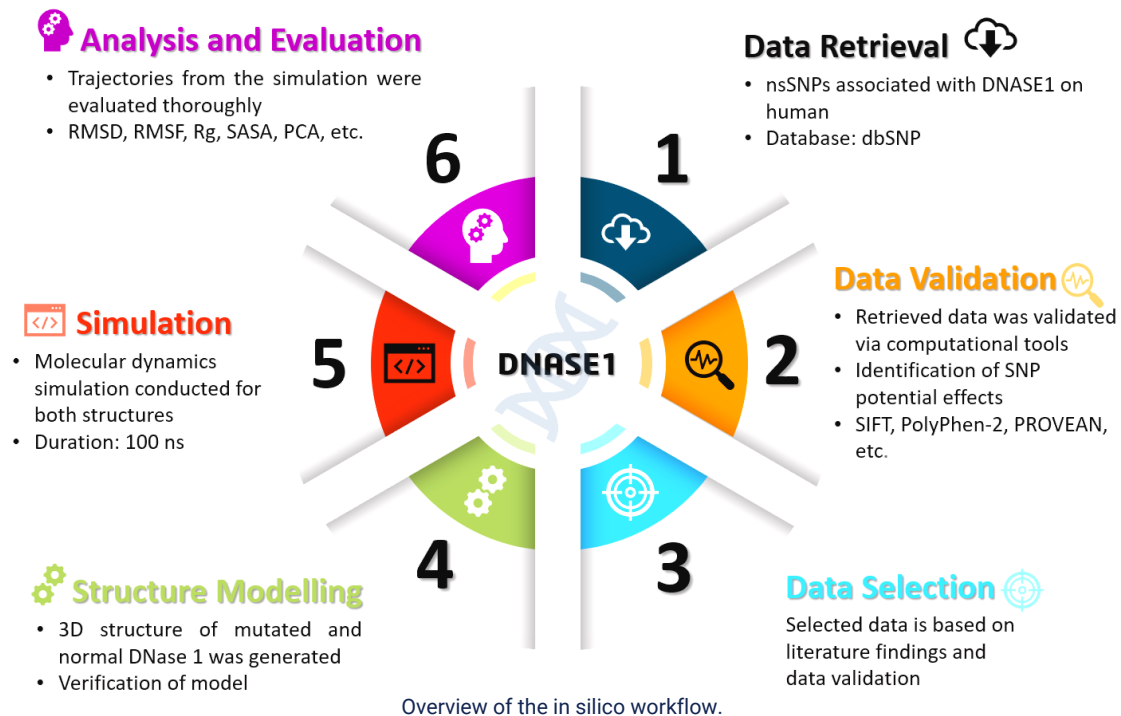 Analysis and Evaluation
• Trajectories from the simulation were
evaluated thoroughly
• RMSD, RMSF, Rg, SASA, PCA, etc.
Data Retrieval
• nsSNPs associated with DNASE1 on
human
• Database: dbSNP
6
1
Data Validation
• Retrieved data was validated
via computational tools
• Identification of SNP
potential effects
• SIFT, PolyPhen-2, PROVEAN,
etc.
</> Simulation
• Molecular dynamics
simulation conducted for
both structures
• Duration: 100 ns
5
</>
DNASE1
2
4
3
Structure Modelling
• 3D structure of mutated and
normal DNase 1 was generated
• Verification of model
Data Selection
Selected data is based on
literature findings and
data validation
Overview of the in silico workflow.